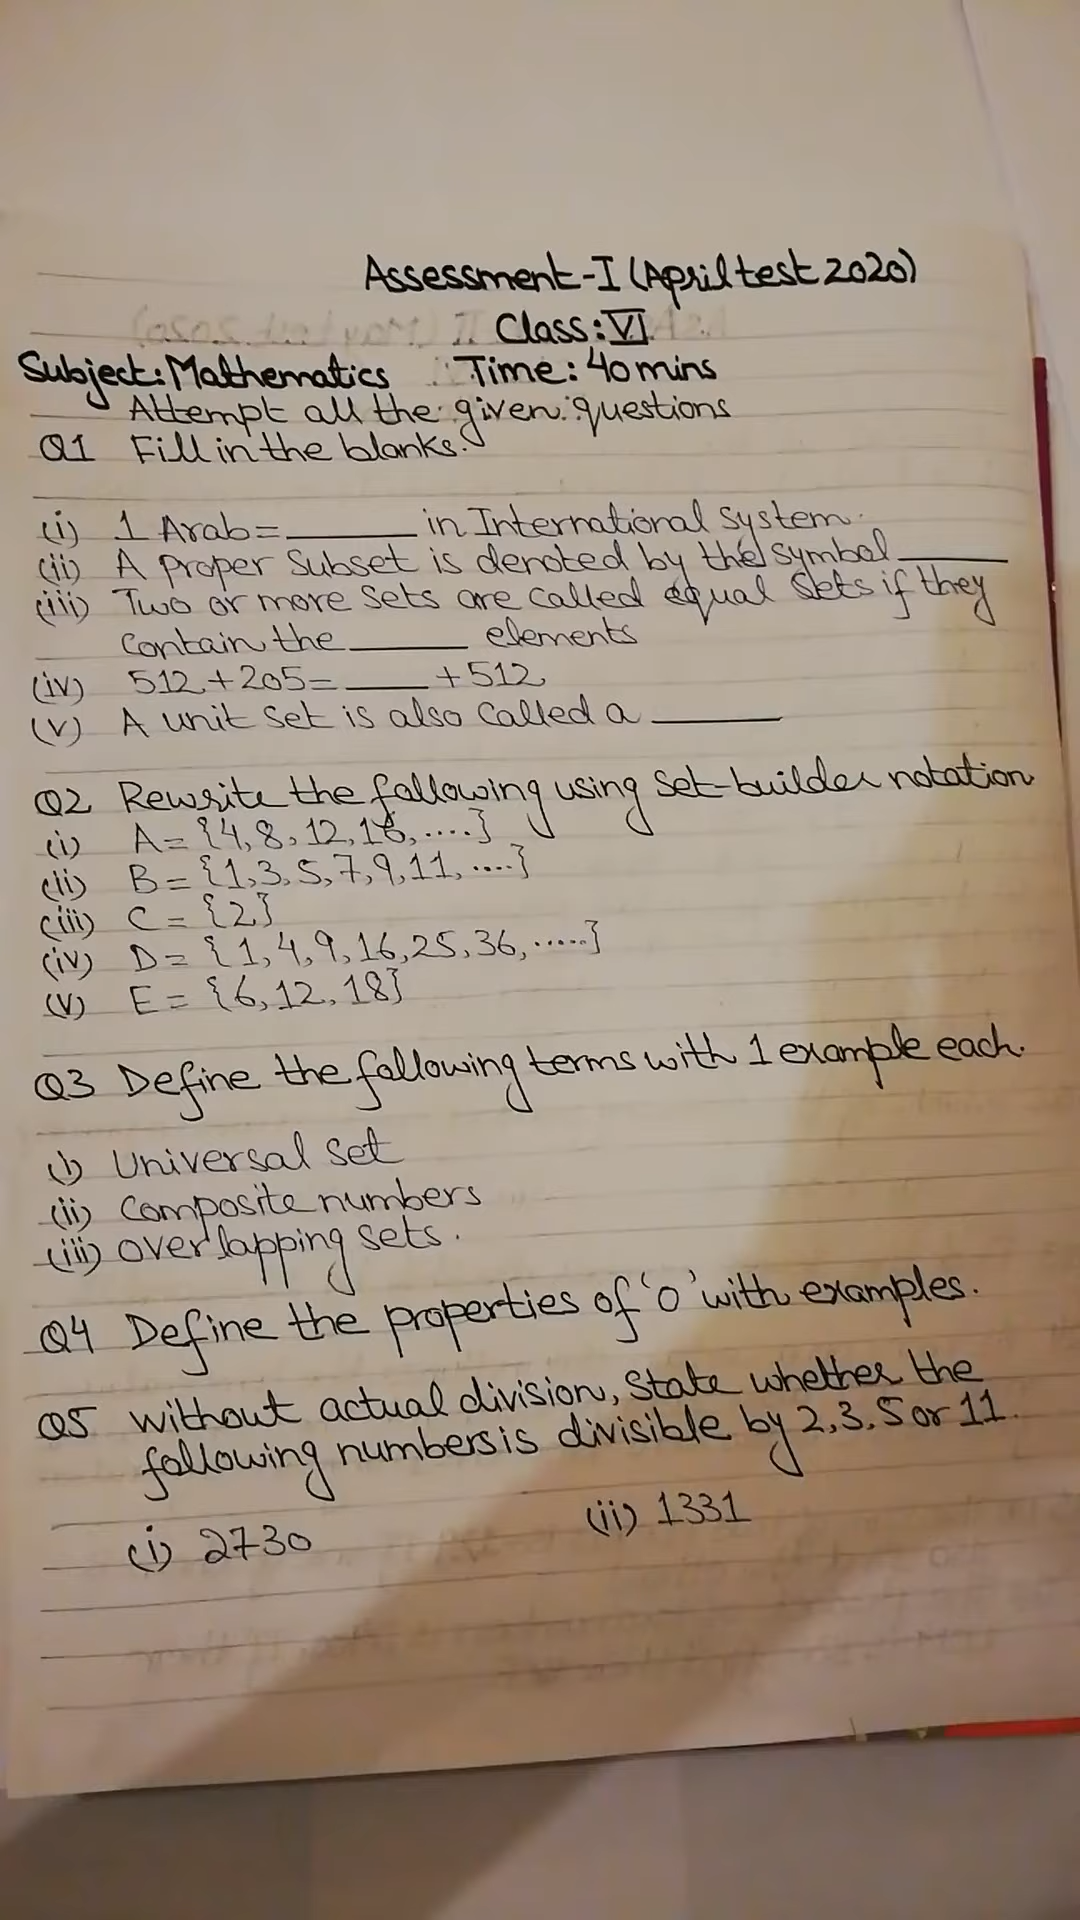 Assessment-I (April test 2020)
Class: VI
Subject: Mathematics Time: 40 mins
Attempt all the given questions
Q1 Fill in the blanks.
(i) 1 Arab = ______ in International system.
(ii) A proper subset is denoted by the symbol ______
(iii) Two or more sets are called equal sets if they
contain the ______ elements
(iv) 512 + 205 = ____ + 512
(v) A unit set is also called a ______
Q2 Rewrite the following using set-builder notation
(i) A = {4, 8, 12, 16, ....}
(ii) B = {1, 3, 5, 7, 9, 11, ....}
(iii) C = {2}
(iv) D = {1, 4, 9, 16, 25, 36, .....}
(v) E = {6, 12, 18}
Q3 Define the following terms with 1 example each.
(i) Universal set
(ii) Composite numbers
(iii) overlapping sets.
Q4 Define the properties of '0' with examples.
Q5 without actual division, state whether the
following numbers is divisible by 2, 3, 5 or 11.
(i) 2730 (ii) 1331